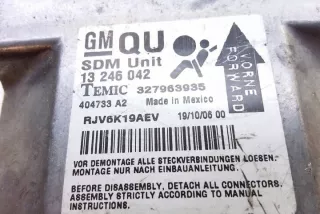 GM QU
SDM Unit
13 246 042
TEMIC 327963935
404733 A2 Made in Mexico
RJV6K19AEV 19/10/06 00
VORNE
FORWARD
VOR DEMONTAGE ALLE STECKVERBINDUNGEN LOESEN.
MONTAGE NUR NACH EINBAUANLEITUNG.
BEFORE DISASSEMBLY, DETACH ALL CONNECTORS.
ASSEMBLY STRICTLY ACCORDING TO MANUAL
INSTRUCTIONS.